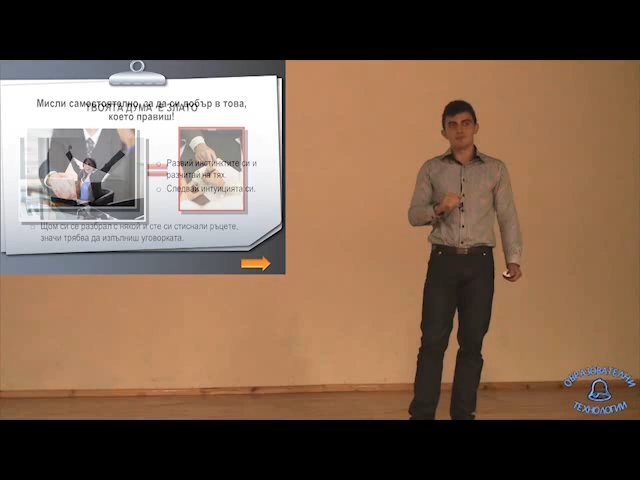 Мисли самостоятелно, за да си добър в това,
ТВОЯТА ДУМА Е ЗЛАТО
което правиш!
Развий инстинктите си и
разчитай на тях.
Следвай интуицията си.
Щом си се разбрал с някой и сте си стиснали ръцете,
значи трябва да изпълниш уговорката.
ОБРАЗОВАТЕЛНИ
ТЕХНОЛОГИИ